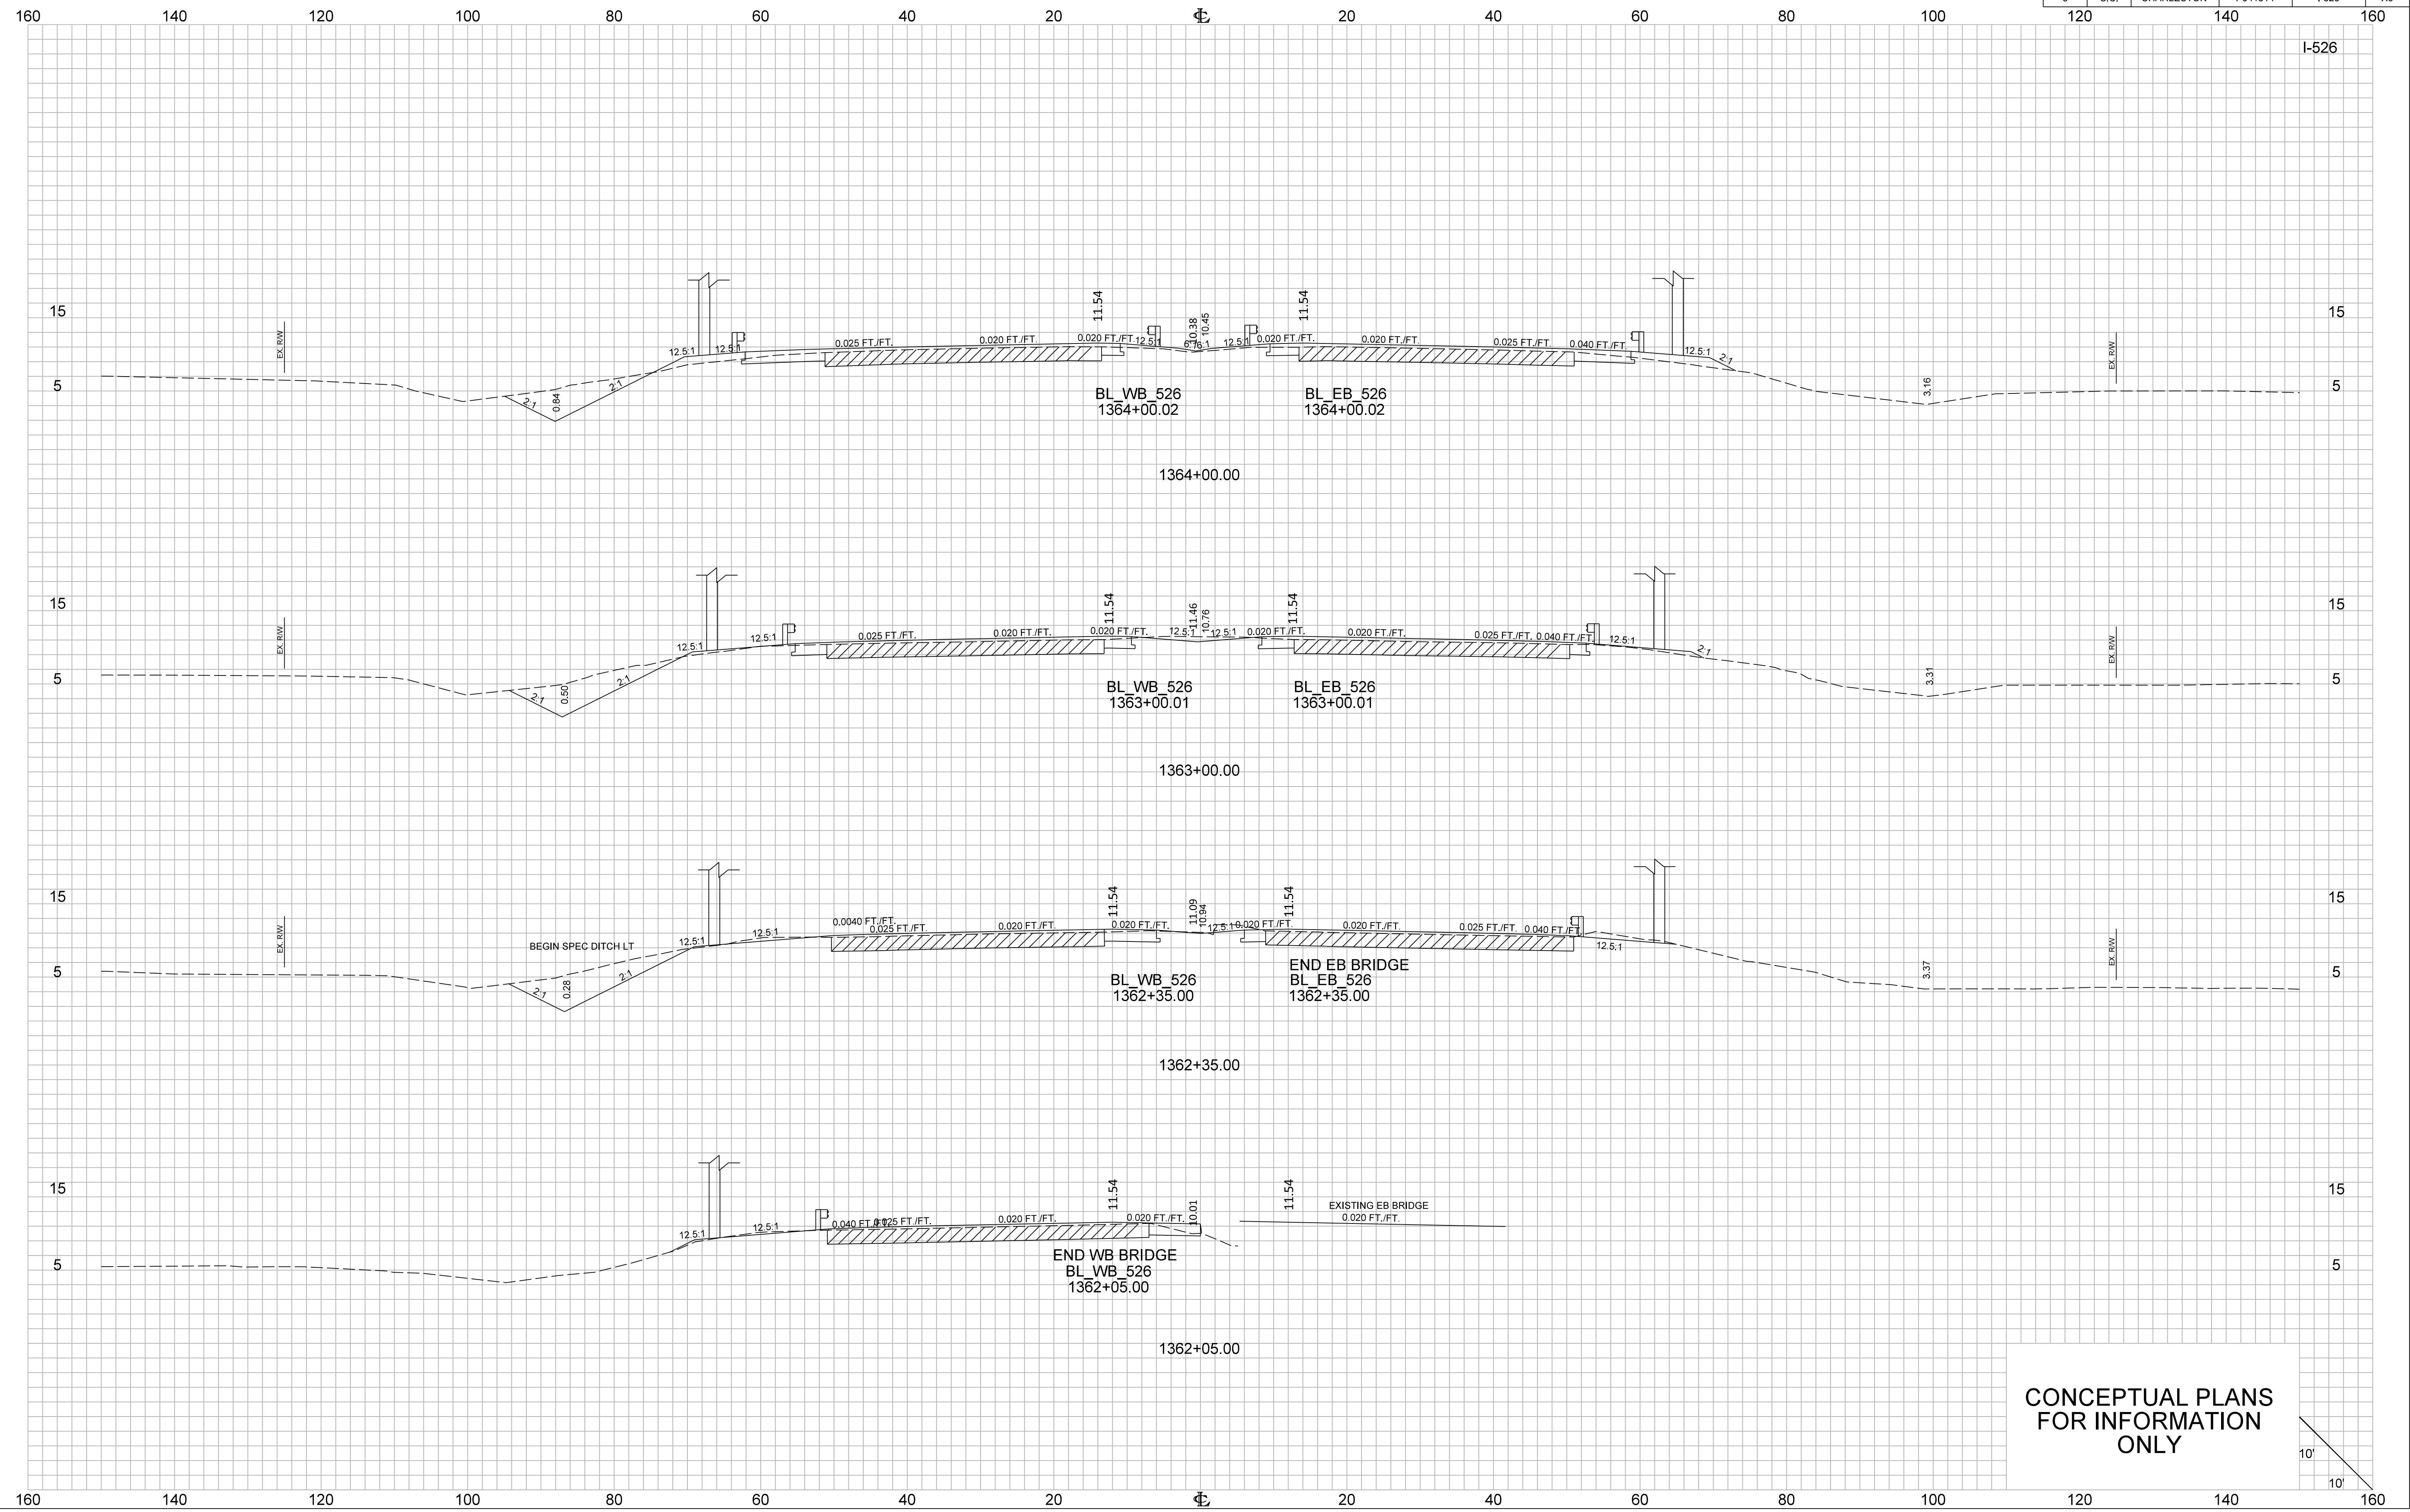 160 140 120 100 80 60 40 20 ℄ 20 40 60 80 100 120 140 160
I-526
15 15
EX. R/W
12.5:1
12.5:1
0.025 FT./FT.
0.020 FT./FT.
11.54
0.020 FT./FT.
12.5:1
10.38
10.45
12.5:1
0.020 FT./FT.
11.54
0.020 FT./FT.
0.025 FT./FT.
0.040 FT./FT.
12.5:1
2:1
EX. R/W
5 5
2:1
0.84
2:1
3.16
BL_WB_526
1364+00.02
BL_EB_526
1364+00.02
1364+00.00
15 15
EX. R/W
12.5:1
12.5:1
0.025 FT./FT.
0.020 FT./FT.
11.54
0.020 FT./FT.
12.5:1
11.46
10.76
12.5:1
0.020 FT./FT.
11.54
0.020 FT./FT.
0.025 FT./FT.
0.040 FT./FT.
12.5:1
2:1
EX. R/W
5 5
2:1
0.50
2:1
3.31
BL_WB_526
1363+00.01
BL_EB_526
1363+00.01
1363+00.00
15 15
EX. R/W
BEGIN SPEC DITCH LT
12.5:1
12.5:1
0.0040 FT./FT.
0.025 FT./FT.
0.020 FT./FT.
11.54
0.020 FT./FT.
11.09
10.94
12.5:1
0.020 FT./FT.
11.54
0.020 FT./FT.
0.025 FT./FT.
0.040 FT./FT.
12.5:1
EX. R/W
5 5
2:1
0.28
2:1
3.37
BL_WB_526
1362+35.00
END EB BRIDGE
BL_EB_526
1362+35.00
1362+35.00
15 15
12.5:1
12.5:1
0.040 FT./FT.
0.025 FT./FT.
0.020 FT./FT.
11.54
0.020 FT./FT.
10.01
11.54
EXISTING EB BRIDGE
0.020 FT./FT.
5 5
END WB BRIDGE
BL_WB_526
1362+05.00
1362+05.00
CONCEPTUAL PLANS
FOR INFORMATION
ONLY
10'
10'
160 140 120 100 80 60 40 20 ℄ 20 40 60 80 100 120 140 160